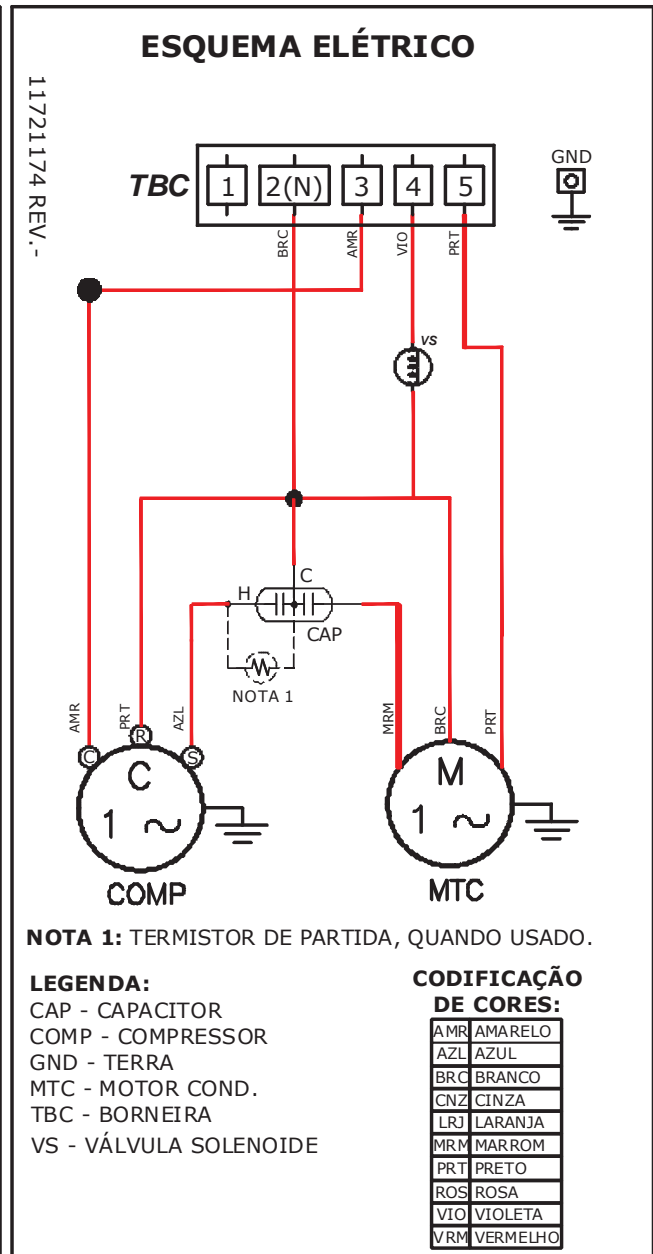 ESQUEMA ELÉTRICO
11721174 REV.-
GND
TBC 1 2(N) 3 4 5
BRC AMR VIO PRT
VS
C
H
CAP
NOTA 1
AMR PRT AZL MRM BRC PRT
C R S
C M
1 ~ 1 ~
COMP MTC
NOTA 1: TERMISTOR DE PARTIDA, QUANDO USADO.
LEGENDA:
CAP - CAPACITOR
COMP - COMPRESSOR
GND - TERRA
MTC - MOTOR COND.
TBC - BORNEIRA
VS - VÁLVULA SOLENOIDE
CODIFICAÇÃO
DE CORES:
AMR AMARELO
AZL AZUL
BRC BRANCO
CNZ CINZA
LRJ LARANJA
MRM MARROM
PRT PRETO
ROS ROSA
VIO VIOLETA
VRM VERMELHO